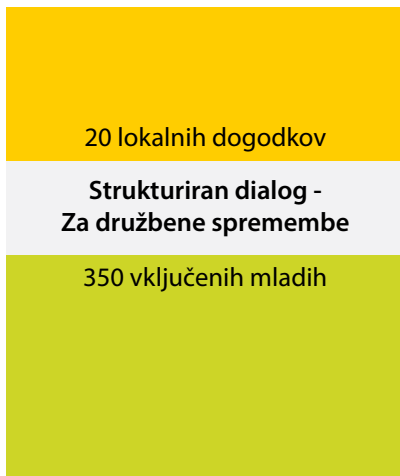 20 lokalnih dogodkov
Strukturiran dialog -
Za družbene spremembe
350 vključenih mladih